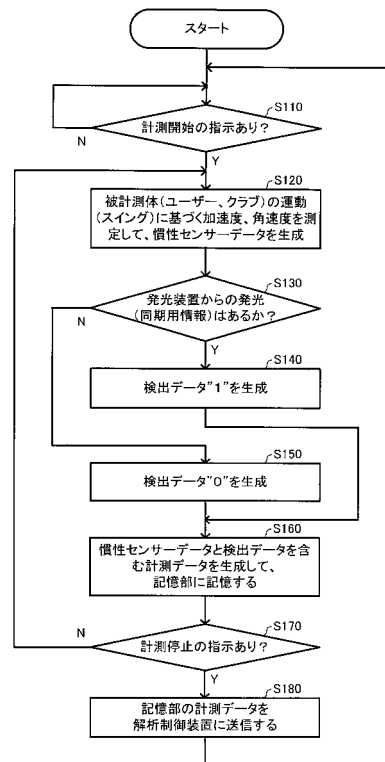 スタート
S110
計測開始の指示あり?
N
Y
S120
被計測体(ユーザー、クラブ)の運動
(スイング)に基づく加速度、角速度を測
定して、慣性センサーデータを生成
S130
発光装置からの発光
(同期用情報)はあるか?
N
Y
S140
検出データ"1"を生成
S150
検出データ"0"を生成
S160
慣性センサーデータと検出データを含
む計測データを生成して、
記憶部に記憶する
S170
N
計測停止の指示あり?
Y
S180
記憶部の計測データを
解析制御装置に送信する